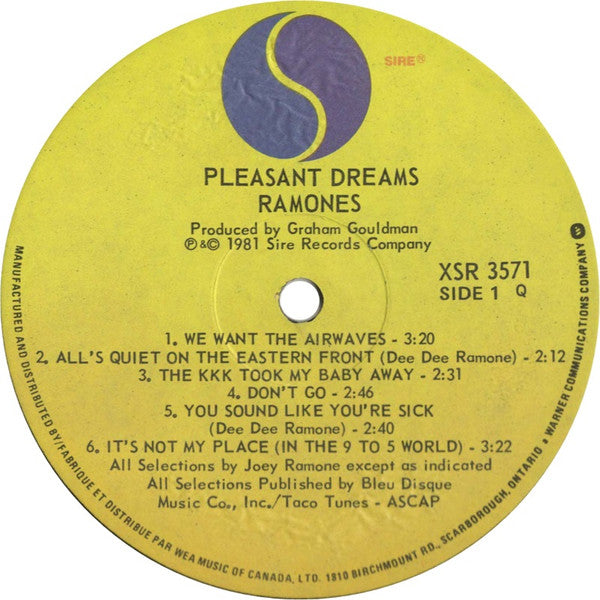 SIRE®
PLEASANT DREAMS
RAMONES
Produced by Graham Gouldman
℗&© 1981 Sire Records Company
XSR 3571
SIDE 1 Q
1. WE WANT THE AIRWAVES - 3:20
2. ALL'S QUIET ON THE EASTERN FRONT (Dee Dee Ramone) - 2:12
3. THE KKK TOOK MY BABY AWAY - 2:31
4. DON'T GO - 2:46
5. YOU SOUND LIKE YOU'RE SICK
(Dee Dee Ramone) - 2:40
6. IT'S NOT MY PLACE (IN THE 9 TO 5 WORLD) - 3:22
All Selections by Joey Ramone except as indicated
All Selections Published by Bleu Disque
Music Co., Inc./Taco Tunes - ASCAP
MANUFACTURED AND DISTRIBUTED BY/FABRIQUE ET DISTRIBUE PAR WEA MUSIC OF CANADA, LTD. 1810 BIRCHMOUNT RD., SCARBOROUGH, ONTARIO • WARNER COMMUNICATIONS COMPANY